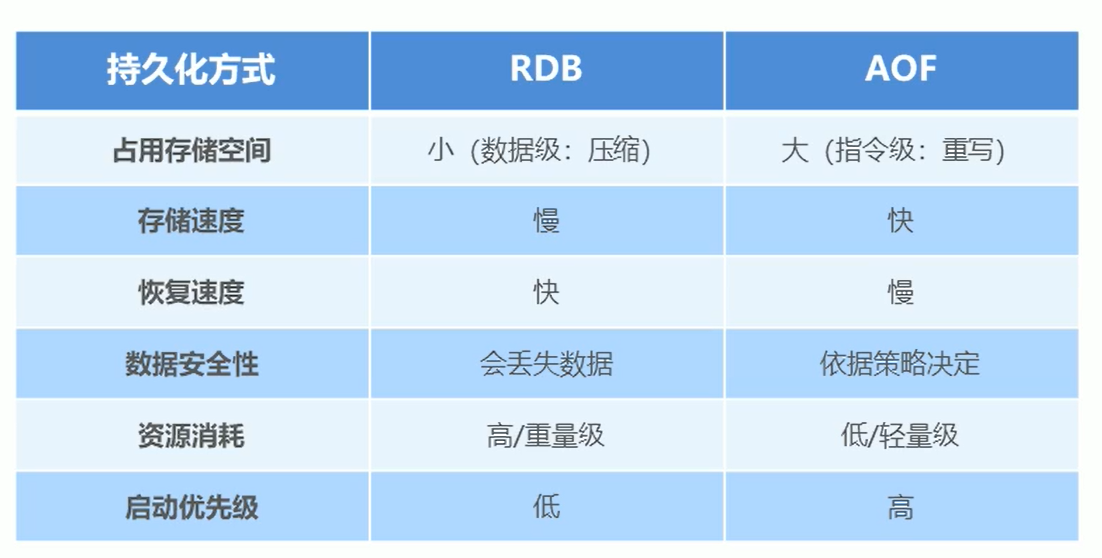 持久化方式 RDB AOF
占用存储空间 小（数据级：压缩） 大（指令级：重写）
存储速度 慢 快
恢复速度 快 慢
数据安全性 会丢失数据 依据策略决定
资源消耗 高/重量级 低/轻量级
启动优先级 低 高